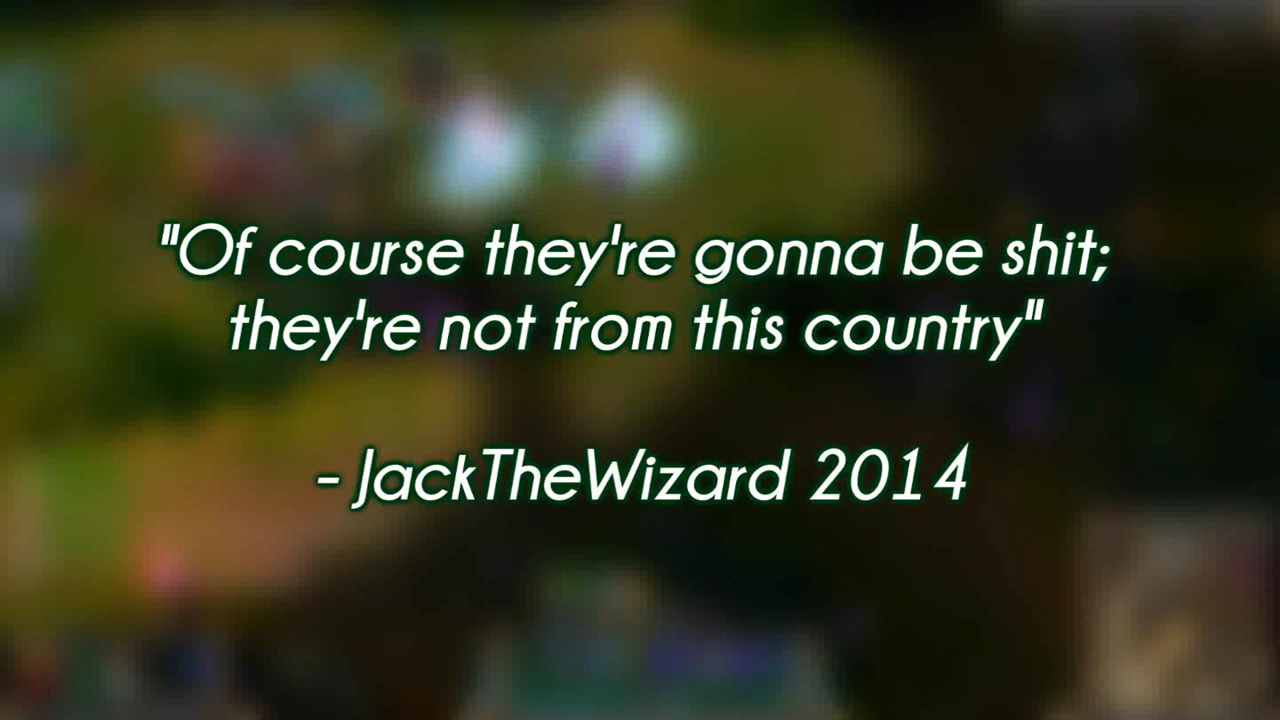 "Of course they're gonna be shit;
they're not from this country"
- JackTheWizard 2014